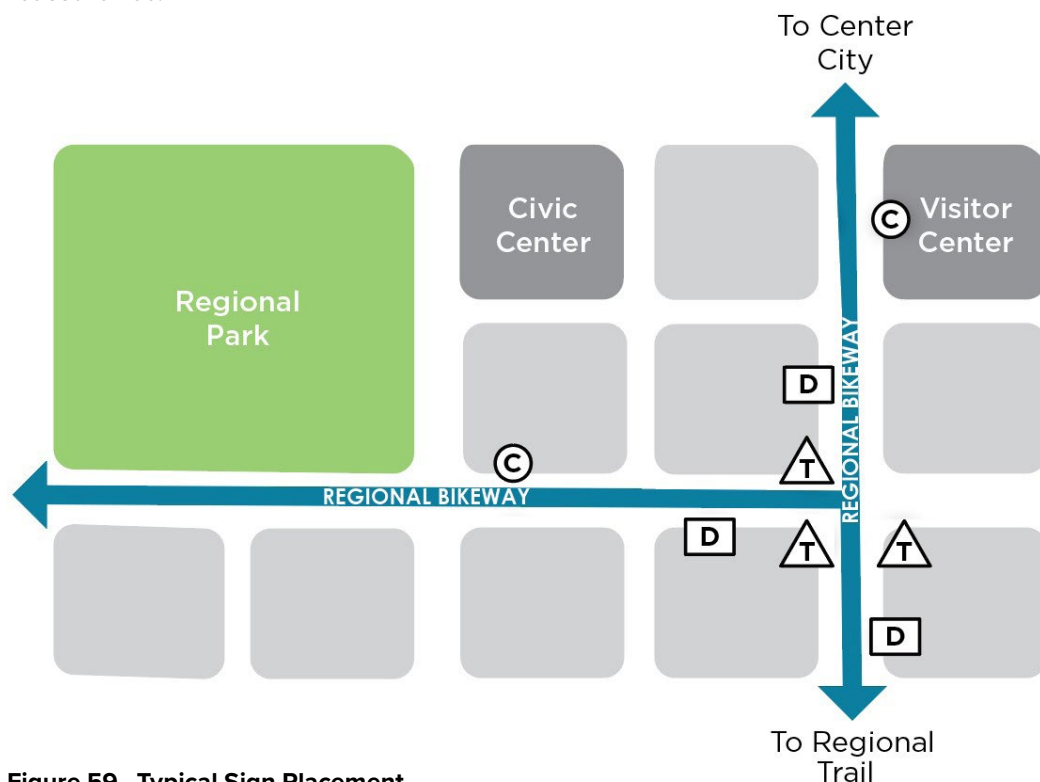 To Center
City
Civic
Center
C
Visitor
Center
Regional
Park
D
REGIONAL BIKEWAY
T
C
REGIONAL BIKEWAY
D
T
T
D
To Regional
Trail
Figure 59. Typical Sign Placement